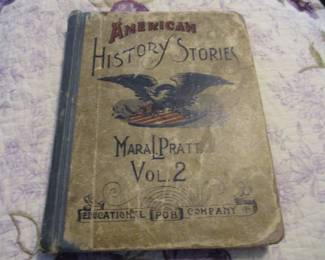 AMERICAN
HISTORY STORIES
MARA L. PRATT
VOL. 2
EDUCATIONAL PUB COMPANY